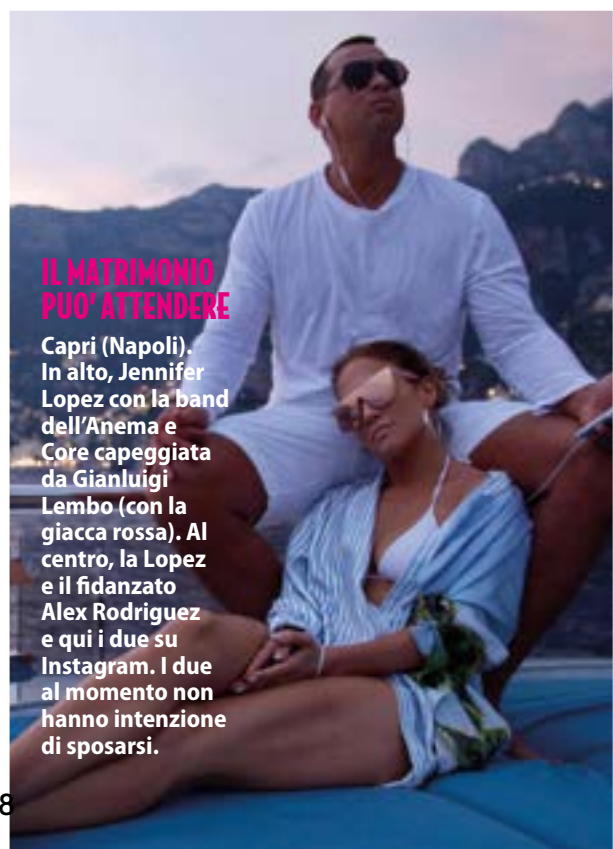 IL MATRIMONIO
PUO' ATTENDERE
Capri (Napoli).
In alto, Jennifer
Lopez con la band
dell'Anema e
Core capeggiata
da Gianluigi
Lembo (con la
giacca rossa). Al
centro, la Lopez
e il fidanzato
Alex Rodriguez
e qui i due su
Instagram. I due
al momento non
hanno intenzione
di sposarsi.
8